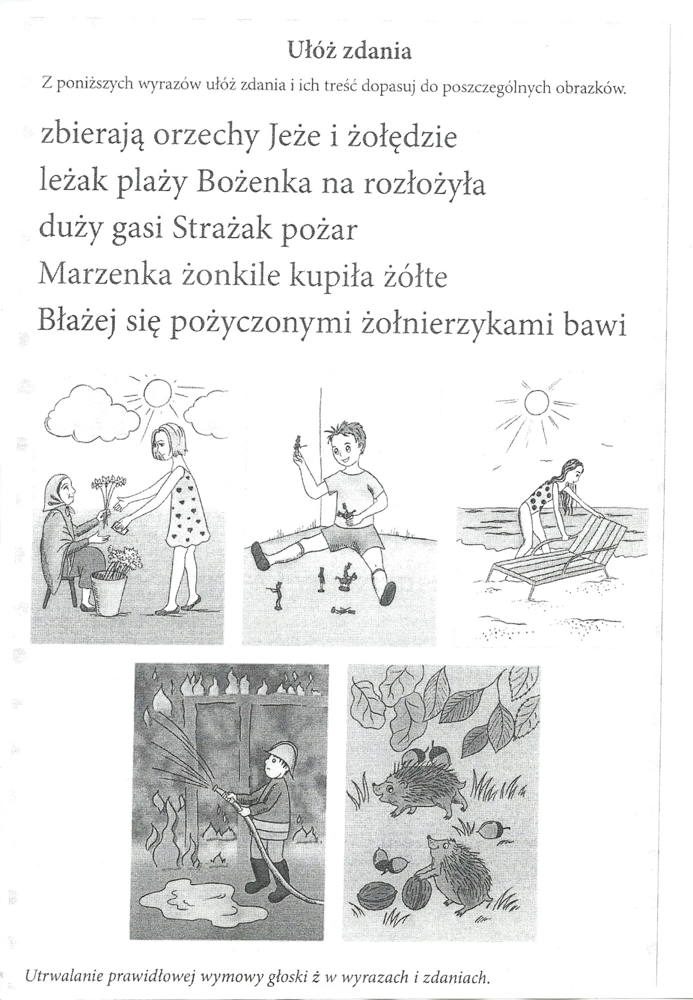 Ułóż zdania
Z poniższych wyrazów ułóż zdania i ich treść dopasuj do poszczególnych obrazków.
zbierają orzechy Jeże i żołędzie
leżak plaży Bożenka na rozłożyła
duży gasi Strażak pożar
Marzenka żonkile kupiła żółte
Błażej się pożyczonymi żołnierzykami bawi
Utrwalanie prawidłowej wymowy głoski ż w wyrazach i zdaniach.